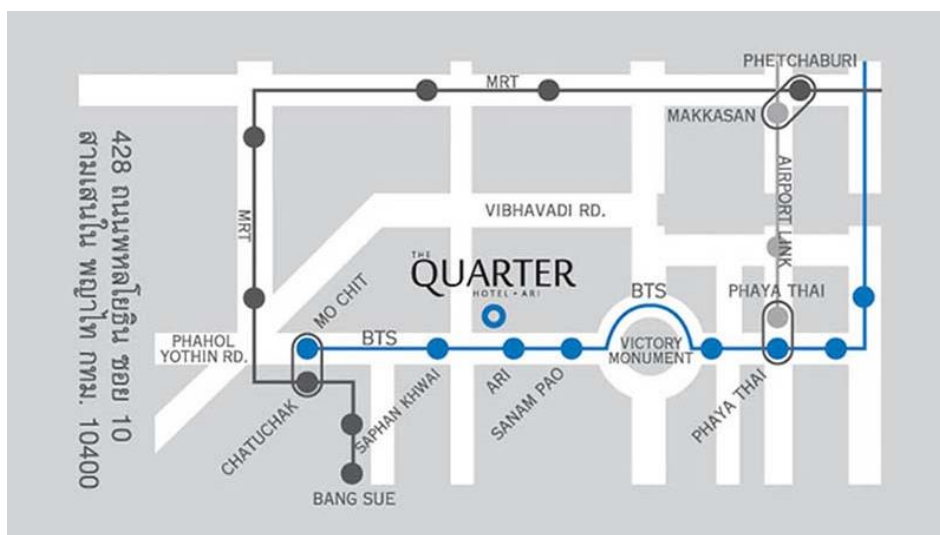 PHETCHABURI
MRT
MAKKASAN
AIRPORT LINK
428 ถนนพหลโยธิน ซอย 10
สามเสนใน พญาไท กทม. 10400
MRT
VIBHAVADI RD.
THE
QUARTER
HOTEL • ARI
MO CHIT
BTS
PHAYA THAI
PHAHOL
YOTHIN RD.
BTS
VICTORY
MONUMENT
CHATUCHAK
SAPHAN KHWAI
ARI
SANAM PAO
PHAYA THAI
BANG SUE